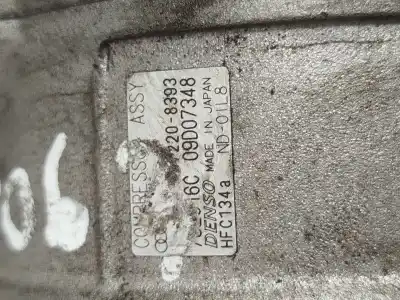 COMPRESSOR ASSY
220-8393
16C 09D07348
DENSO MADE IN JAPAN
HFC134a ND-OIL8